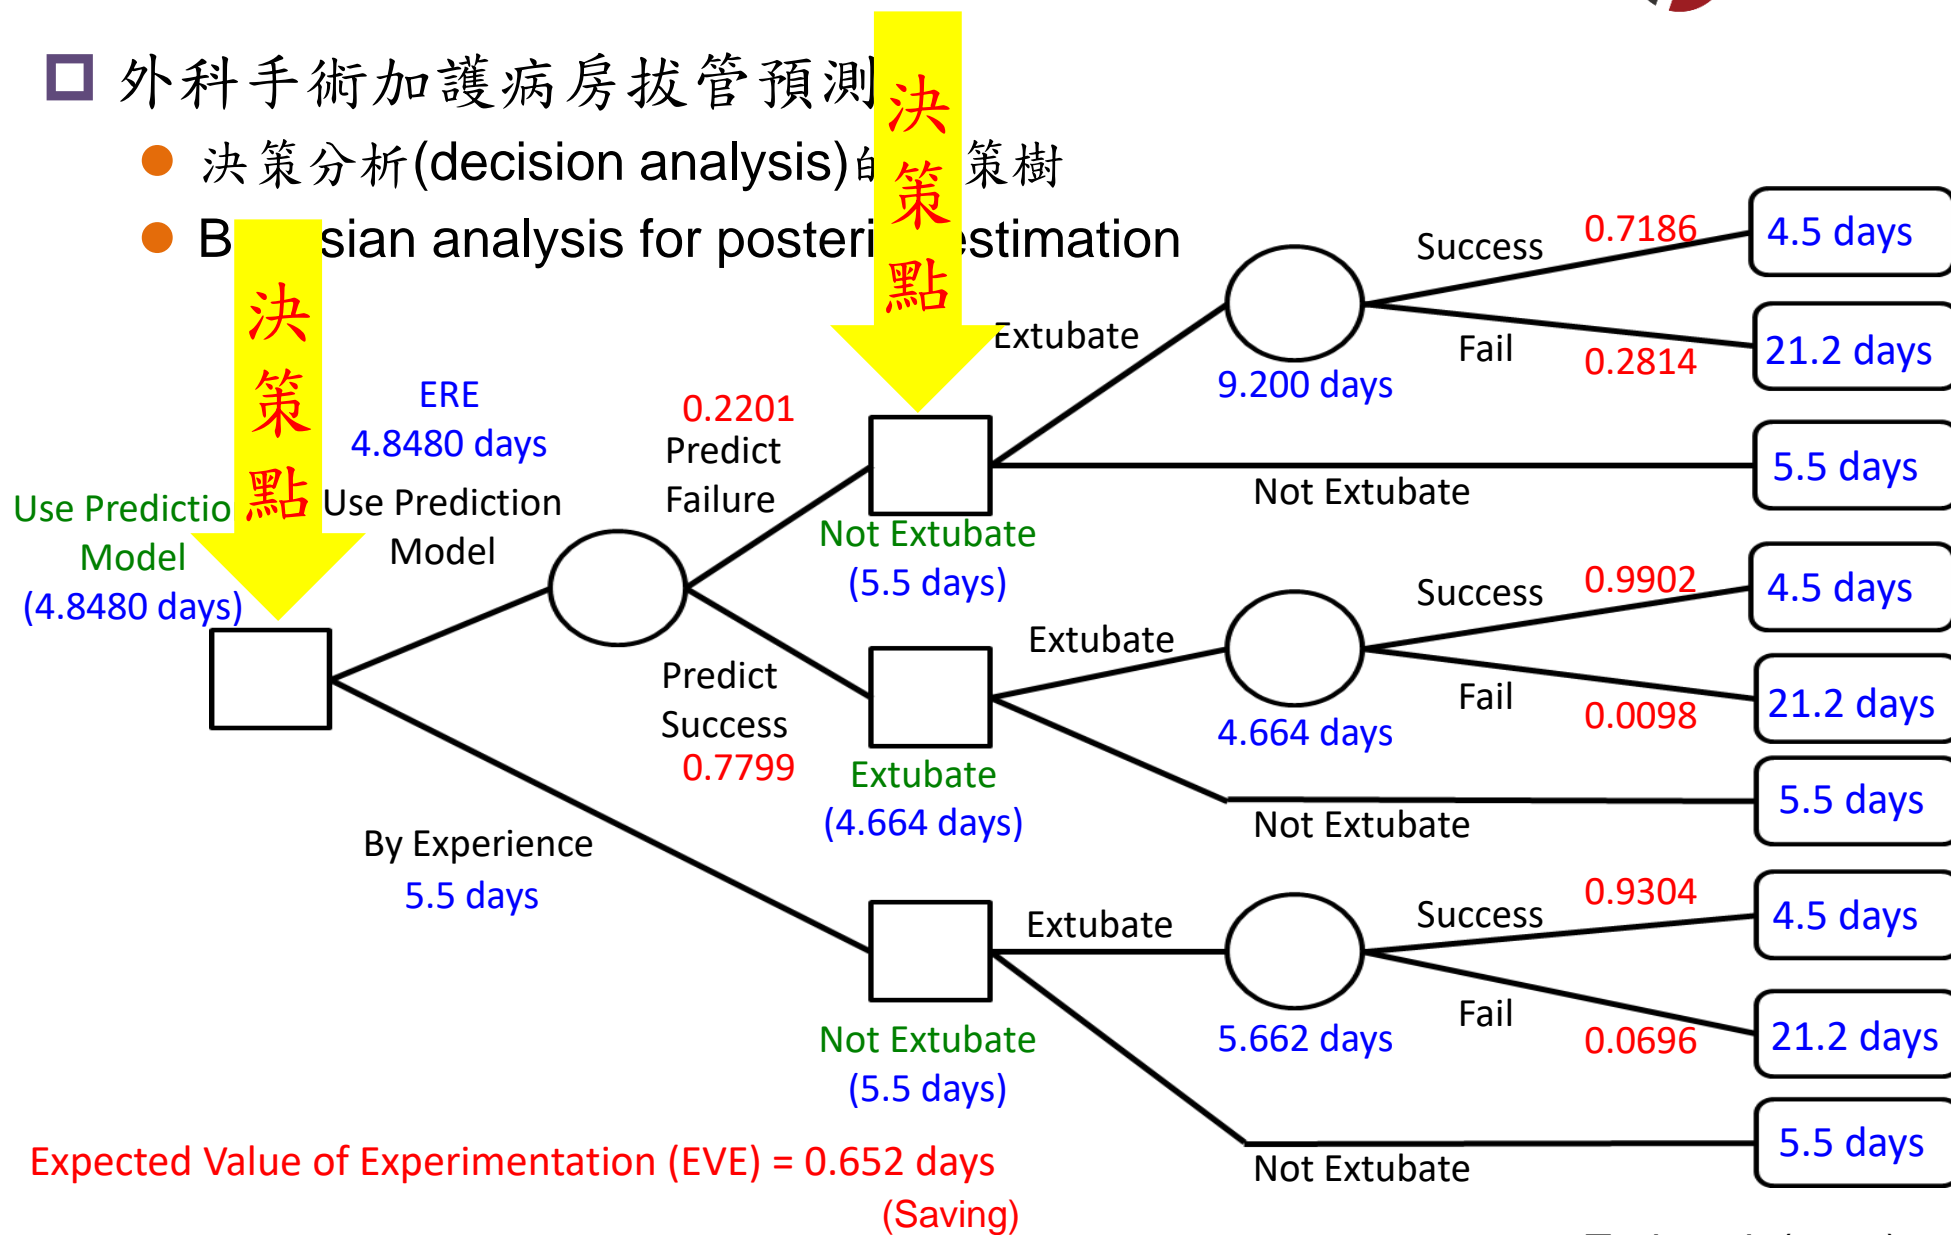 外科手術加護病房拔管預測
決策分析(decision analysis)的 策樹
B sian analysis for posteri estimation
決
策
點
決
策
點
Success
0.7186
4.5 days
Extubate
Fail
0.2814
21.2 days
9.200 days
ERE
4.8480 days
0.2201
Predict
Failure
5.5 days
Not Extubate
Use Predictio
Model
(4.8480 days)
Use Prediction
Model
Not Extubate
(5.5 days)
Success
0.9902
4.5 days
Extubate
Fail
0.0098
21.2 days
4.664 days
Predict
Success
0.7799
Extubate
(4.664 days)
5.5 days
Not Extubate
By Experience
5.5 days
Success
0.9304
4.5 days
Extubate
Fail
0.0696
21.2 days
5.662 days
Not Extubate
(5.5 days)
5.5 days
Not Extubate
Expected Value of Experimentation (EVE) = 0.652 days
(Saving)